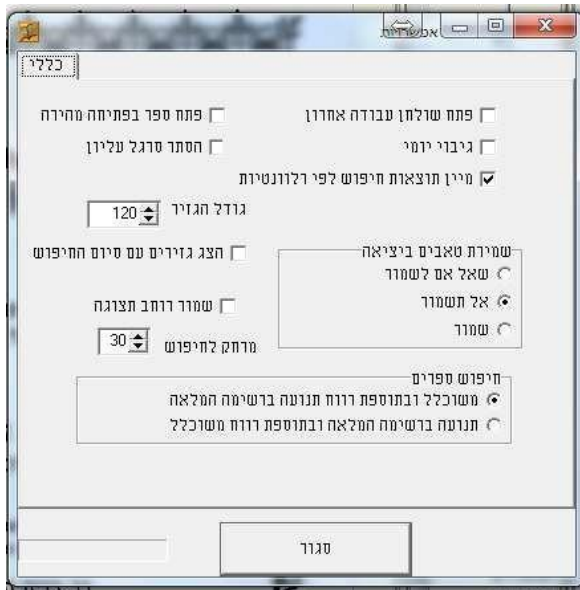 אפשרויות
כללי
פתח שולחן עבודה אחרון
פתח ספר בפתיחה מהירה
גיבוי יומי
הסתר סרגל עליון
מיין תוצאות חיפוש לפי רלוונטיות
גודל הגזיר 120
שמירת טאבים ביציאה
הצג גזירים עם סיום החיפוש
שאל אם לשמור
אל תשמור
שמור רוחב תצוגה
שמור
מרחק לחיפוש 30
חיפוש ספרים
משוכלל ובתוספת רווח תנועה ברשימה המלאה
תנועה ברשימה המלאה ובתוספת רווח משוכלל
סגור